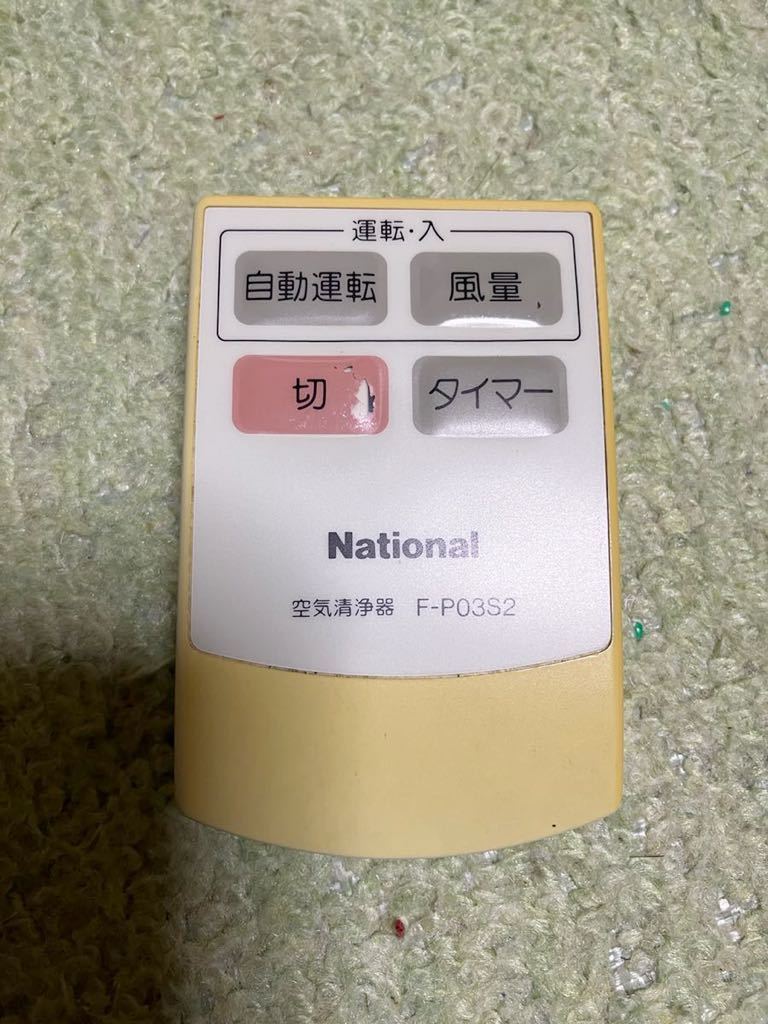 運転・入
自動運転 風量
切 タイマー
National
空気清浄器 F-P03S2